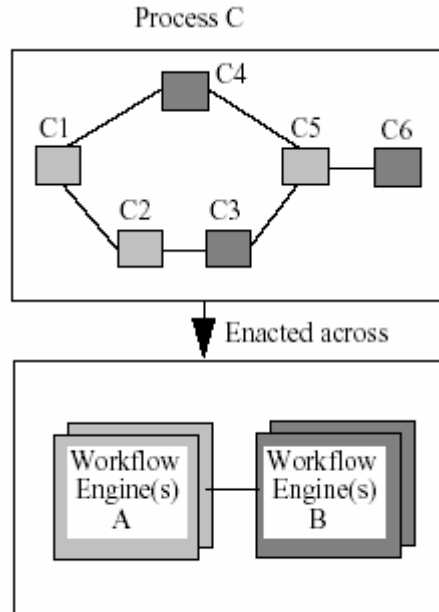 Process C
C4
C1
C5
C6
C2
C3
Enacted across
Workflow
Engine(s)
A
Workflow
Engine(s)
B